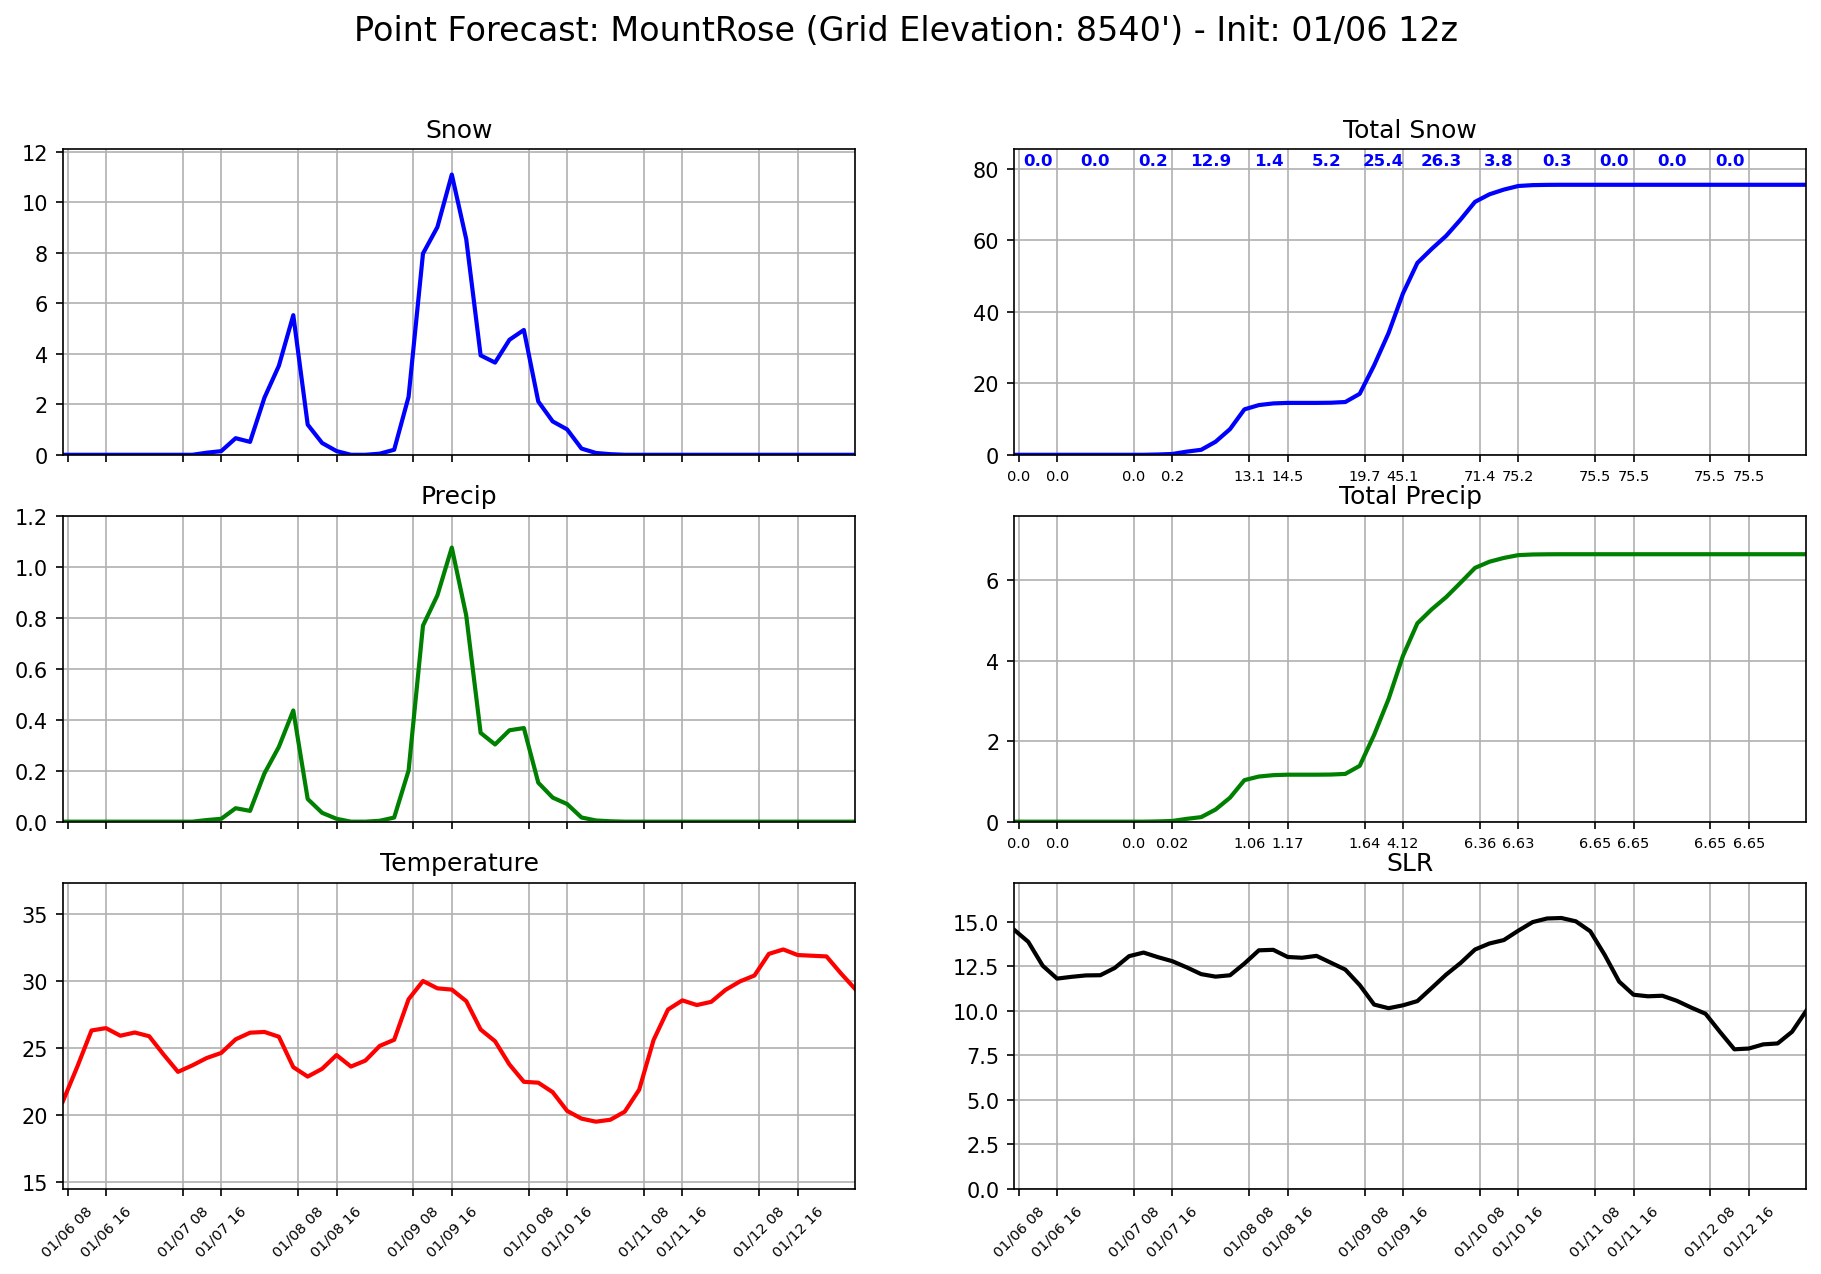 Point Forecast: MountRose (Grid Elevation: 8540') - Init: 01/06 12z
Snow
12
10
8
6
4
2
0
Total Snow
0.0 0.0 0.2 12.9 1.4 5.2 25.4 26.3 3.8 0.3 0.0 0.0 0.0
80
60
40
20
0
0.0 0.0 0.0 0.2 13.1 14.5 19.7 45.1 71.4 75.2 75.5 75.5 75.5 75.5
Precip
1.2
1.0
0.8
0.6
0.4
0.2
0.0
Total Precip
6
4
2
0
0.0 0.0 0.0 0.02 1.06 1.17 1.64 4.12 6.36 6.63 6.65 6.65 6.65 6.65
Temperature
35
30
25
20
15
01/06 08 01/06 16 01/07 08 01/07 16 01/08 08 01/08 16 01/09 08 01/09 16 01/10 08 01/10 16 01/11 08 01/11 16 01/12 08 01/12 16
SLR
15.0
12.5
10.0
7.5
5.0
2.5
0.0
01/06 08 01/06 16 01/07 08 01/07 16 01/08 08 01/08 16 01/09 08 01/09 16 01/10 08 01/10 16 01/11 08 01/11 16 01/12 08 01/12 16